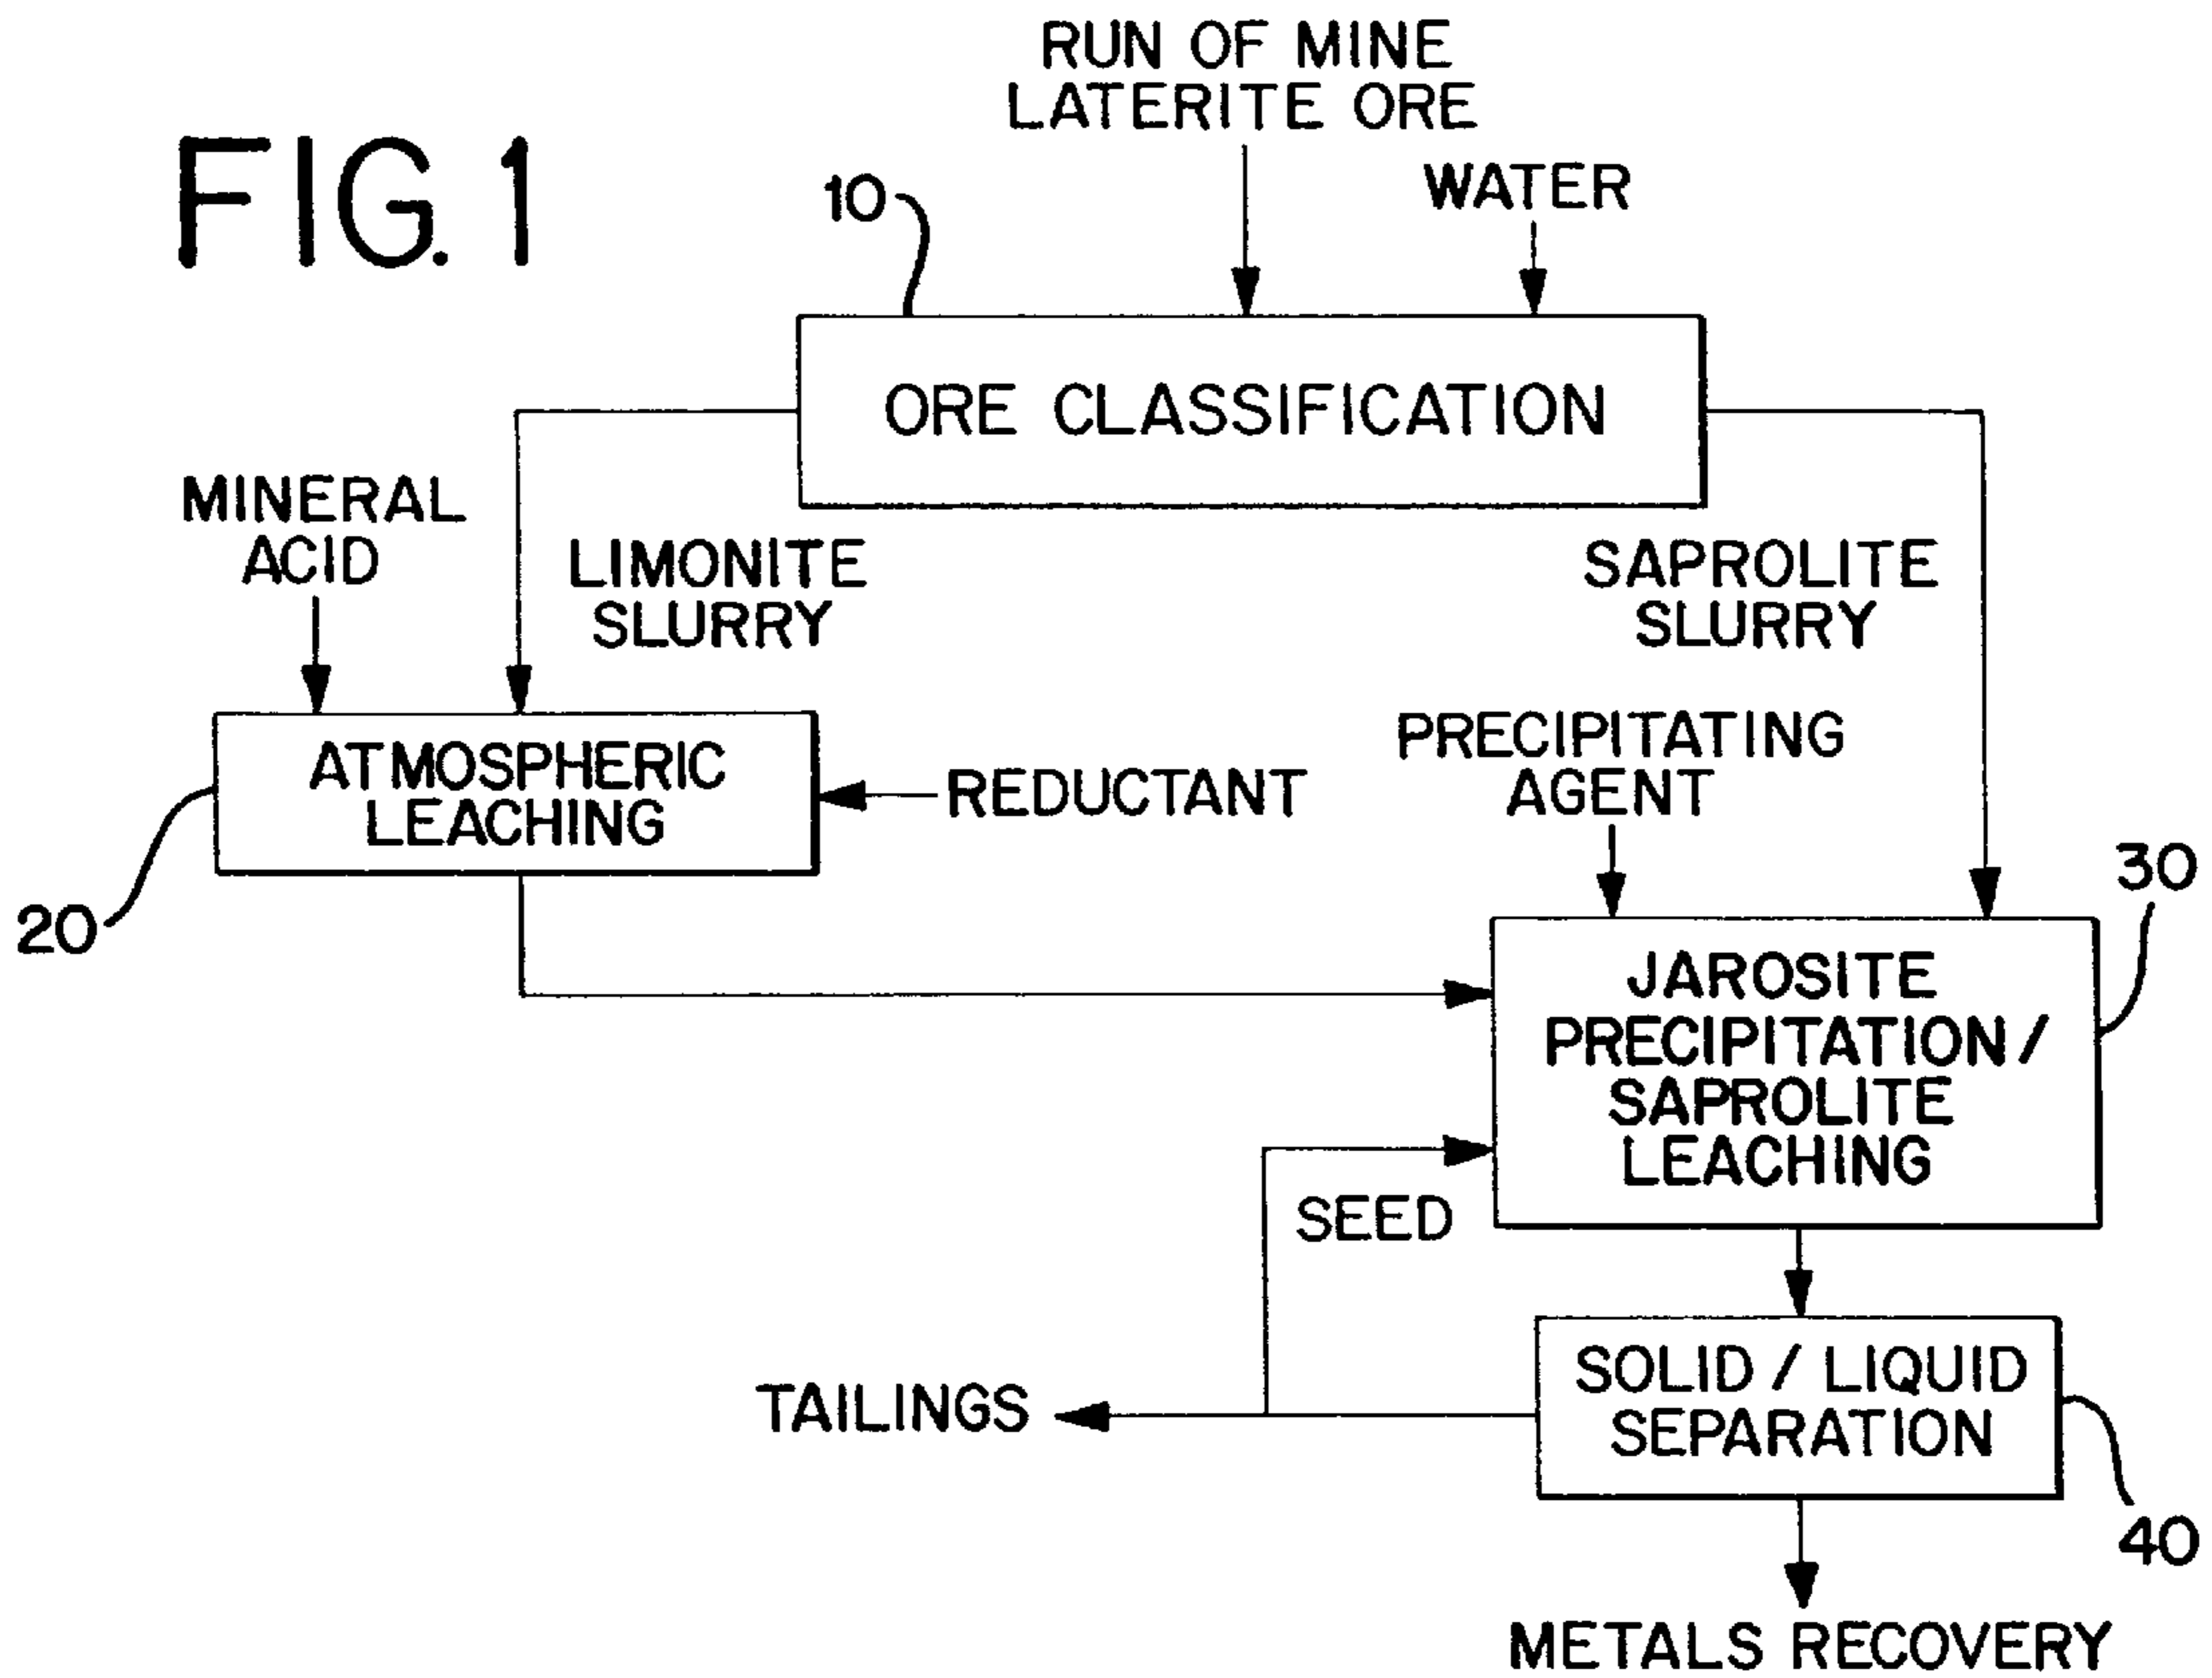 FIG. 1
RUN OF MINE
LATERITE ORE
WATER
10
ORE CLASSIFICATION
MINERAL
ACID
LIMONITE
SLURRY
SAPROLITE
SLURRY
ATMOSPHERIC
LEACHING
REDUCTANT
PRECIPITATING
AGENT
20
30
JAROSITE
PRECIPITATION /
SAPROLITE
LEACHING
SEED
TAILINGS
SOLID / LIQUID
SEPARATION
40
METALS RECOVERY